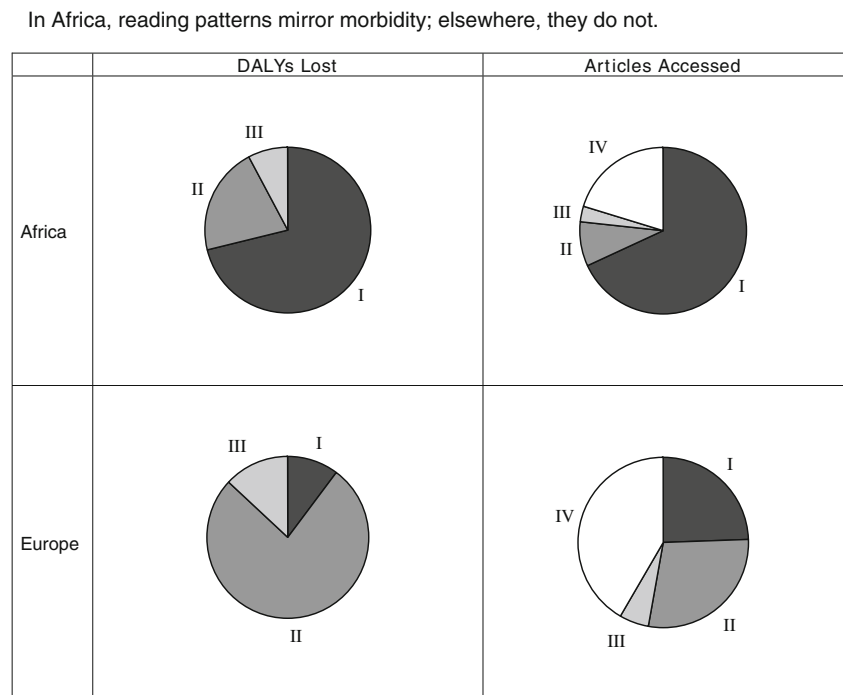 In Africa, reading patterns mirror morbidity; elsewhere, they do not.
DALYs Lost
Articles Accessed
Africa
III
II
I
IV
III
II
I
Europe
III
I
II
IV
I
III
II